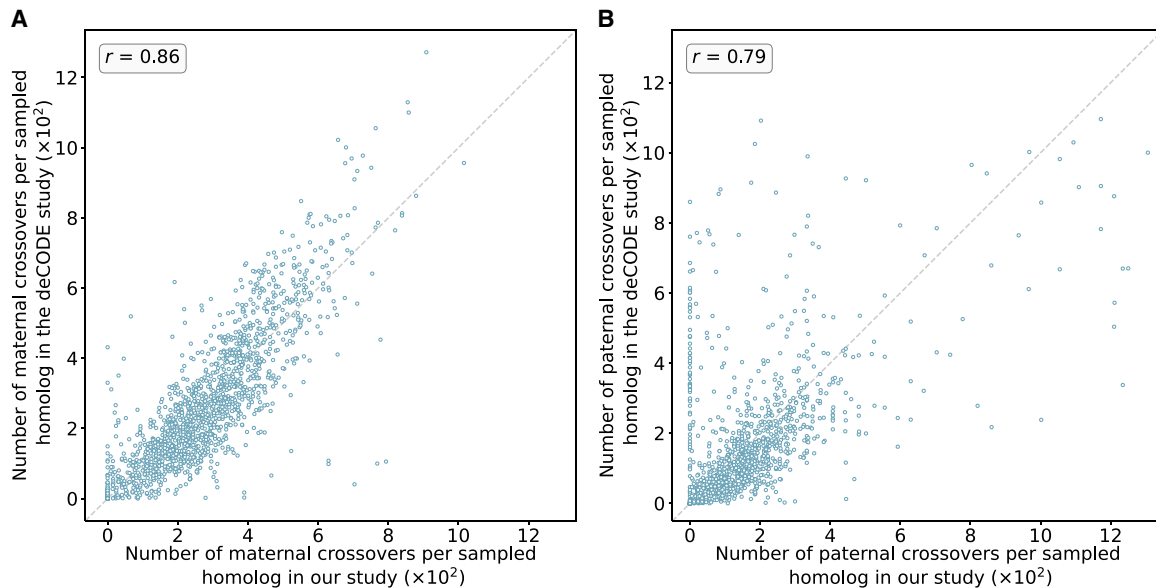 A
r = 0.86
Number of maternal crossovers per sampled
homolog in the deCODE study (×10²)
12
10
8
6
4
2
0
0 2 4 6 8 10 12
Number of maternal crossovers per sampled
homolog in our study (×10²)
B
r = 0.79
Number of paternal crossovers per sampled
homolog in the deCODE study (×10²)
12
10
8
6
4
2
0
0 2 4 6 8 10 12
Number of paternal crossovers per sampled
homolog in our study (×10²)